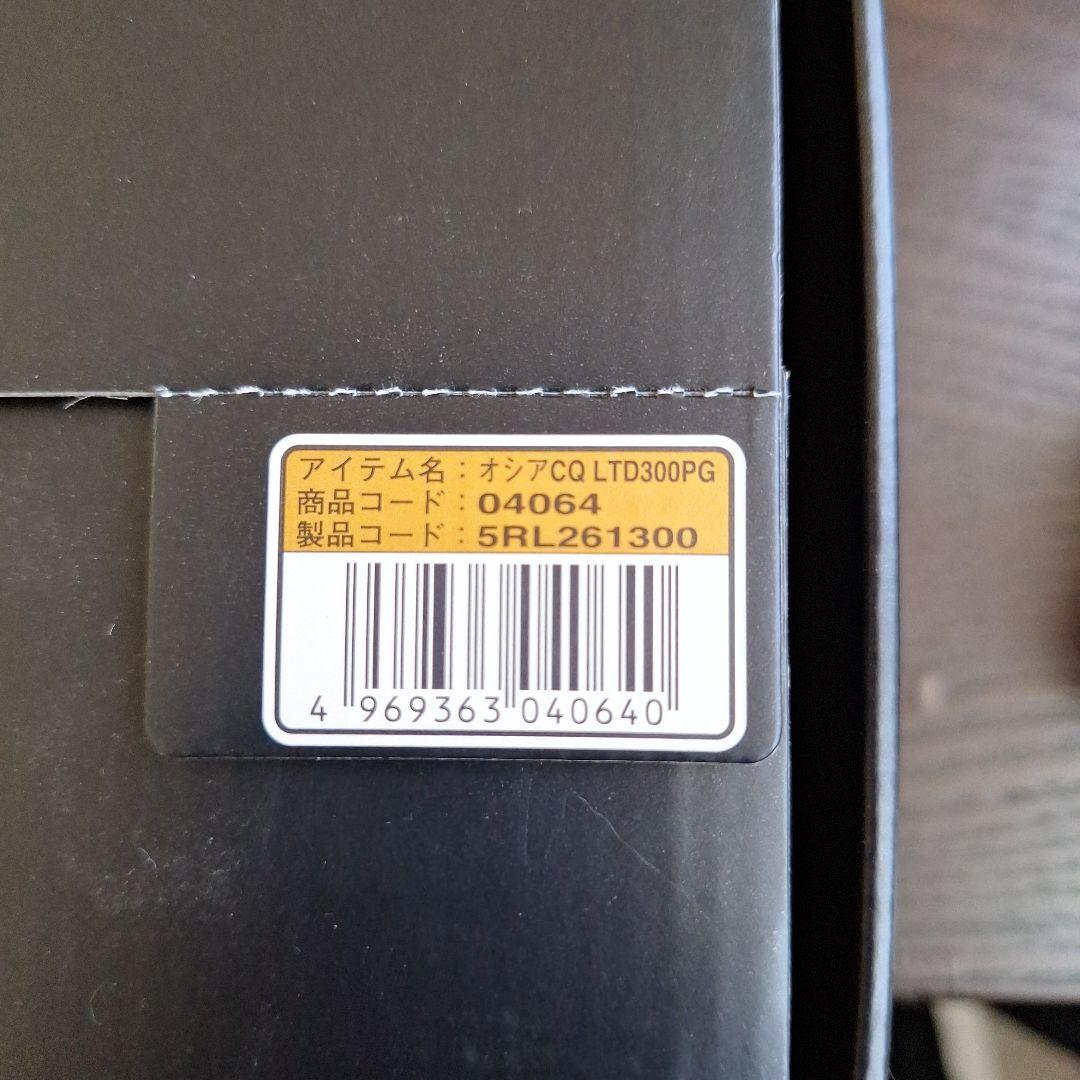 アイテム名：オシアCQ LTD300PG
商品コード：04064
製品コード：5RL261300
4 969363 040640